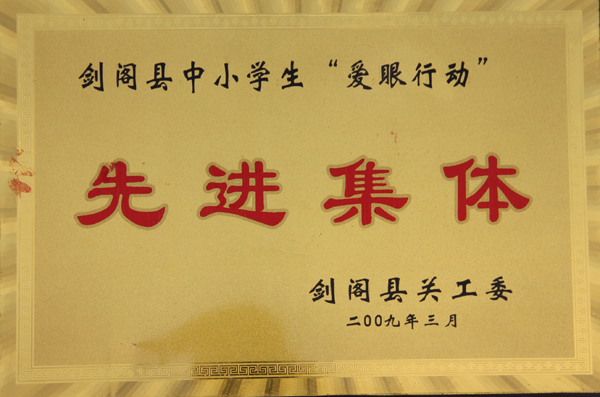 剑阁县中小学生“爱眼行动”
先进集体
剑阁县关工委
二00九年三月